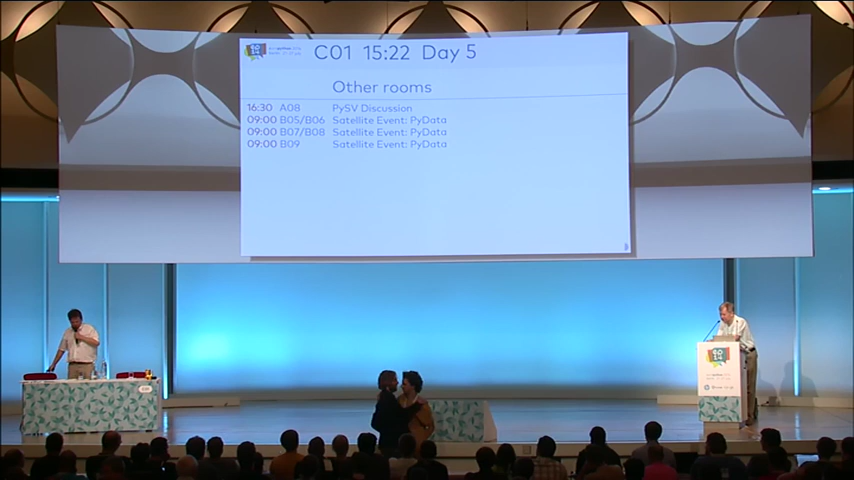 C01 15:22 Day 5
Other rooms
16:30 A08 PySV Discussion
09:00 B05/B06 Satellite Event: PyData
09:00 B07/B08 Satellite Event: PyData
09:00 B09 Satellite Event: PyData